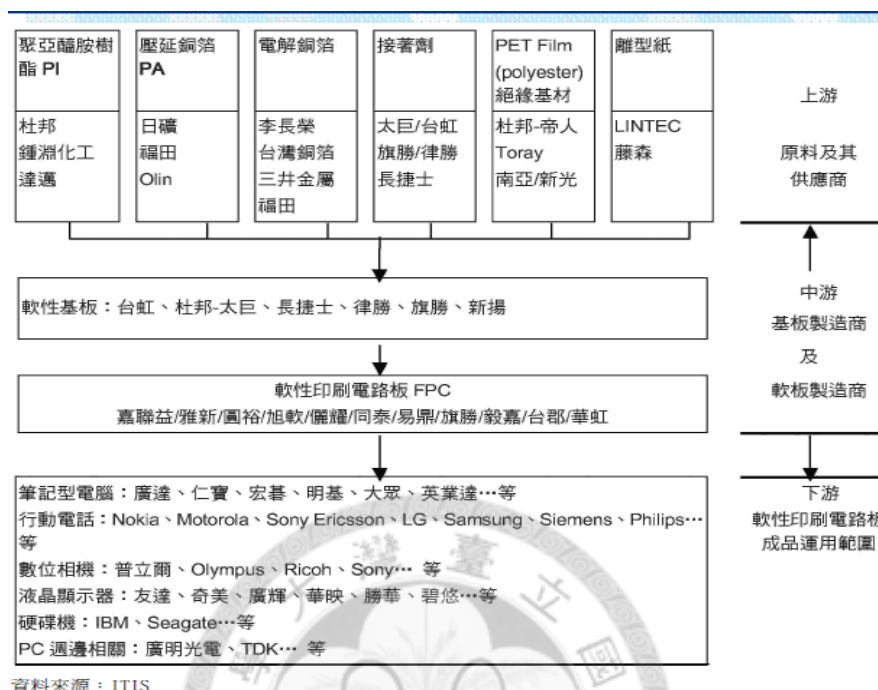 聚亞醯胺樹
酯 PI
杜邦
鍾淵化工
達邁
壓延銅箔
PA
日礦
福田
Olin
電解銅箔
李長榮
台灣銅箔
三井金屬
福田
接著劑
太巨/台虹
旗勝/律勝
長捷士
PET Film
(polyester)
絕緣基材
杜邦-帝人
Toray
南亞/新光
離型紙
LINTEC
藤森
上游
原料及其
供應商
軟性基板：台虹、杜邦-太巨、長捷士、律勝、旗勝、新揚
中游
基板製造商
及
軟板製造商
軟性印刷電路板 FPC
嘉聯益/雅新/圓裕/旭軟/儷耀/同泰/易鼎/旗勝/毅嘉/台郡/華虹
筆記型電腦：廣達、仁寶、宏碁、明基、大眾、英業達…等
行動電話：Nokia、Motorola、Sony Ericsson、LG、Samsung、Siemens、Philips…
等
數位相機：普立爾、Olympus、Ricoh、Sony… 等
液晶顯示器：友達、奇美、廣輝、華映、勝華、碧悠…等
硬碟機：IBM、Seagate…等
PC 週邊相關：廣明光電、TDK… 等
下游
軟性印刷電路板
成品運用範圍
臺
灣
立
大
學
國
資料來源：ITIS